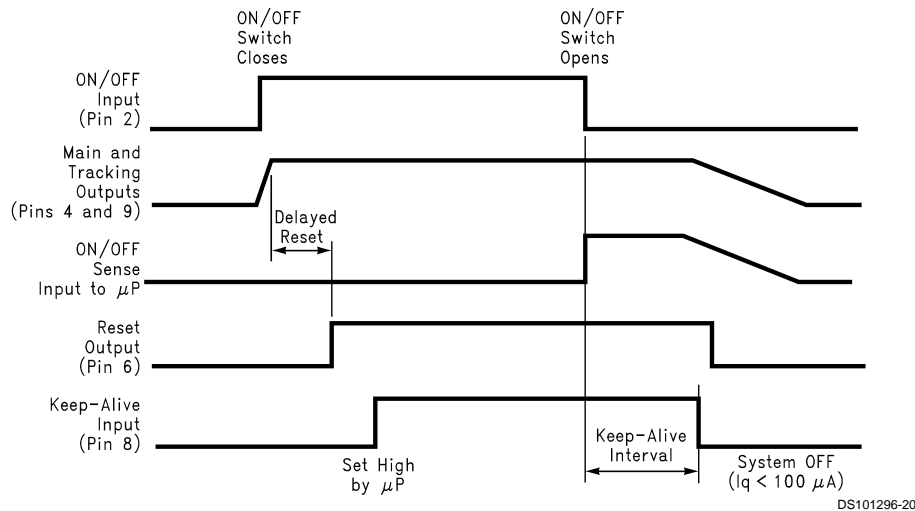 ON/OFF
Switch
Closes
ON/OFF
Switch
Opens
ON/OFF
Input
(Pin 2)
Main and
Tracking
Outputs
(Pins 4 and 9)
Delayed
Reset
ON/OFF
Sense
Input to μP
Reset
Output
(Pin 6)
Keep-Alive
Input
(Pin 8)
Set High
by μP
Keep-Alive
Interval
System OFF
(Iq < 100 μA)
DS101296-20